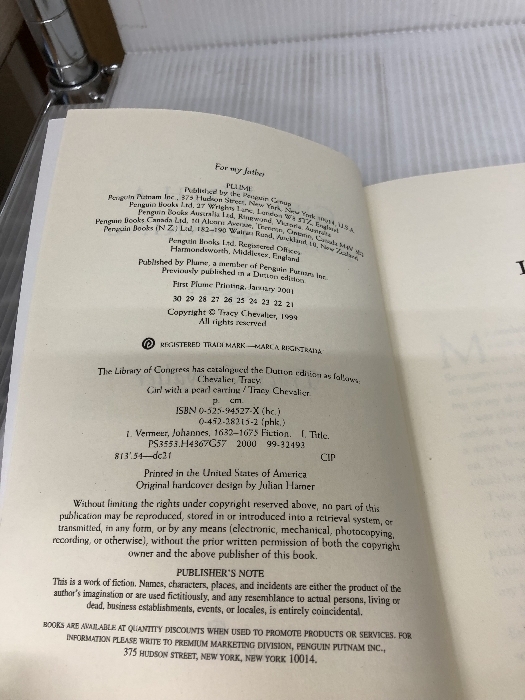 For my father
PLUME
Published by the Penguin Group
Penguin Putnam Inc., 375 Hudson Street, New York, New York 10014, U.S.A.
Penguin Books Ltd, 27 Wrights Lane, London W8 5TZ, England
Penguin Books Australia Ltd, Ringwood, Victoria, Australia
Penguin Books Canada Ltd, 10 Alcorn Avenue, Toronto, Ontario, Canada M4V 3B2
Penguin Books (N.Z.) Ltd, 182–190 Wairau Road, Auckland 10, New Zealand
Penguin Books Ltd, Registered Offices:
Harmondsworth, Middlesex, England
Published by Plume, a member of Penguin Putnam Inc.
Previously published in a Dutton edition
First Plume Printing, January 2001
30 29 28 27 26 25 24 23 22 21
Copyright © Tracy Chevalier, 1999
All rights reserved
REGISTERED TRADEMARK—MARCA REGISTRADA
The Library of Congress has catalogued the Dutton edition as follows:
Chevalier, Tracy.
Girl with a pearl earring / Tracy Chevalier.
p. cm.
ISBN 0-525-94527-X (hc.)
0-452-28215-2 (pbk.)
1. Vermeer, Johannes, 1632–1675 Fiction. I. Title.
PS3553.H4367G57 2000 99-32493
813'.54—dc21 CIP
Printed in the United States of America
Original hardcover design by Julian Hamer
Without limiting the rights under copyright reserved above, no part of this
publication may be reproduced, stored in or introduced into a retrieval system, or
transmitted, in any form, or by any means (electronic, mechanical, photocopying,
recording, or otherwise), without the prior written permission of both the copyright
owner and the above publisher of this book.
PUBLISHER'S NOTE
This is a work of fiction. Names, characters, places, and incidents are either the product of the
author's imagination or are used fictitiously, and any resemblance to actual persons, living or
dead, business establishments, events, or locales, is entirely coincidental.
BOOKS ARE AVAILABLE AT QUANTITY DISCOUNTS WHEN USED TO PROMOTE PRODUCTS OR SERVICES. FOR
INFORMATION PLEASE WRITE TO PREMIUM MARKETING DIVISION, PENGUIN PUTNAM INC.,
375 HUDSON STREET, NEW YORK, NEW YORK 10014.